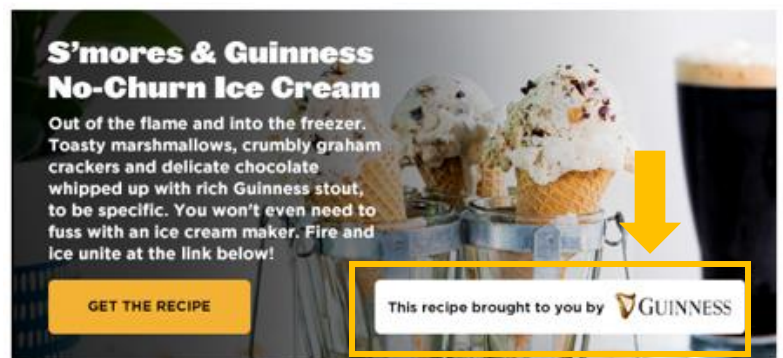 S'mores & Guinness
No-Churn Ice Cream
Out of the flame and into the freezer.
Toasty marshmallows, crumbly graham
crackers and delicate chocolate
whipped up with rich Guinness stout,
to be specific. You won't even need to
fuss with an ice cream maker. Fire and
ice unite at the link below!
GET THE RECIPE
This recipe brought to you by GUINNESS